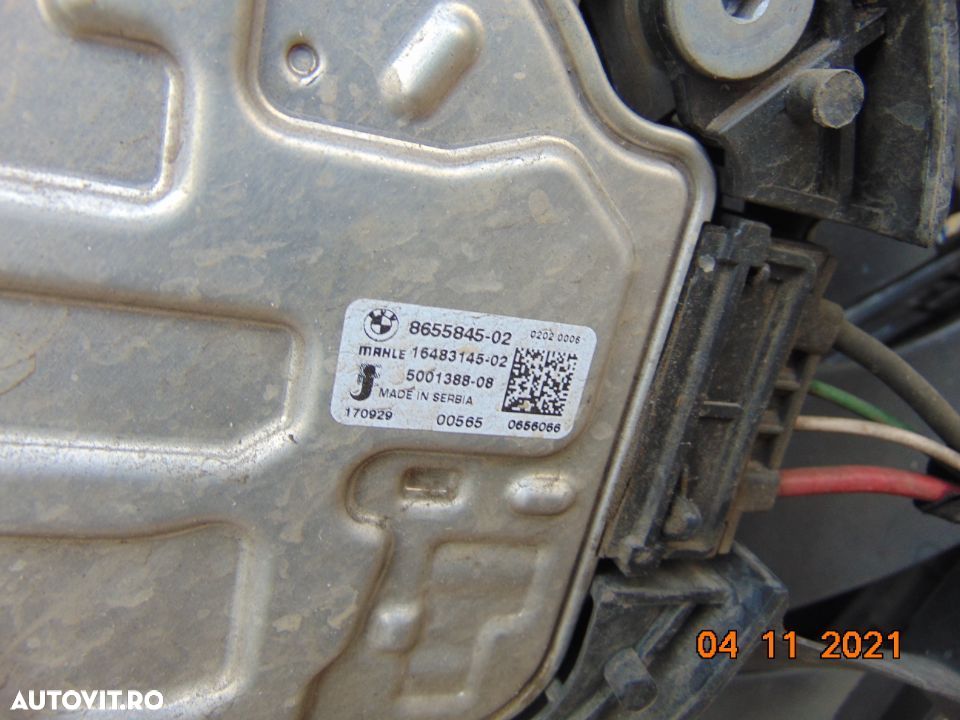 8655845-02 0202 0006
MAHLE 16483145-02
5001388-08
MADE IN SERBIA
170929 00565 0656066
04 11 2021
AUTOVIT.RO